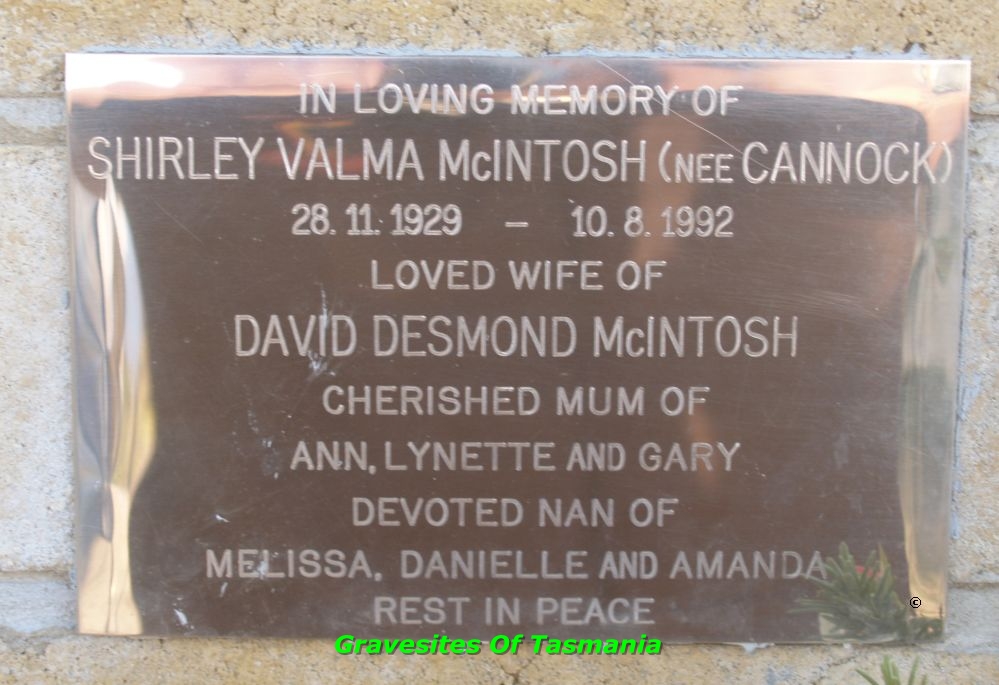 IN LOVING MEMORY OF
SHIRLEY VALMA McINTOSH (NEE CANNOCK)
28. 11. 1929 – 10. 8. 1992
LOVED WIFE OF
DAVID DESMOND McINTOSH
CHERISHED MUM OF
ANN, LYNETTE AND GARY
DEVOTED NAN OF
MELISSA, DANIELLE AND AMANDA
REST IN PEACE
©
Gravesites Of Tasmania